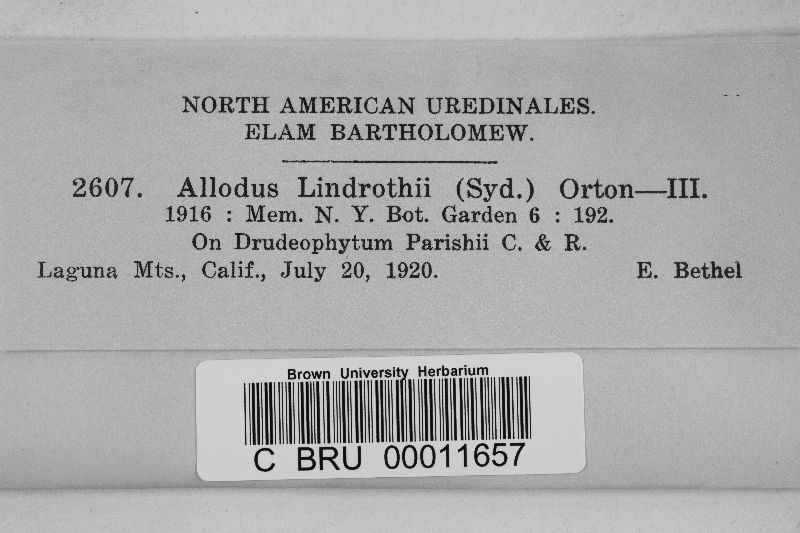 NORTH AMERICAN UREDINALES.
ELAM BARTHOLOMEW.
2607. Allodus Lindrothii (Syd.) Orton—III.
1916 : Mem. N. Y. Bot. Garden 6 : 192.
On Drudeophytum Parishii C. & R.
Laguna Mts., Calif., July 20, 1920. E. Bethel
Brown University Herbarium
C BRU 00011657